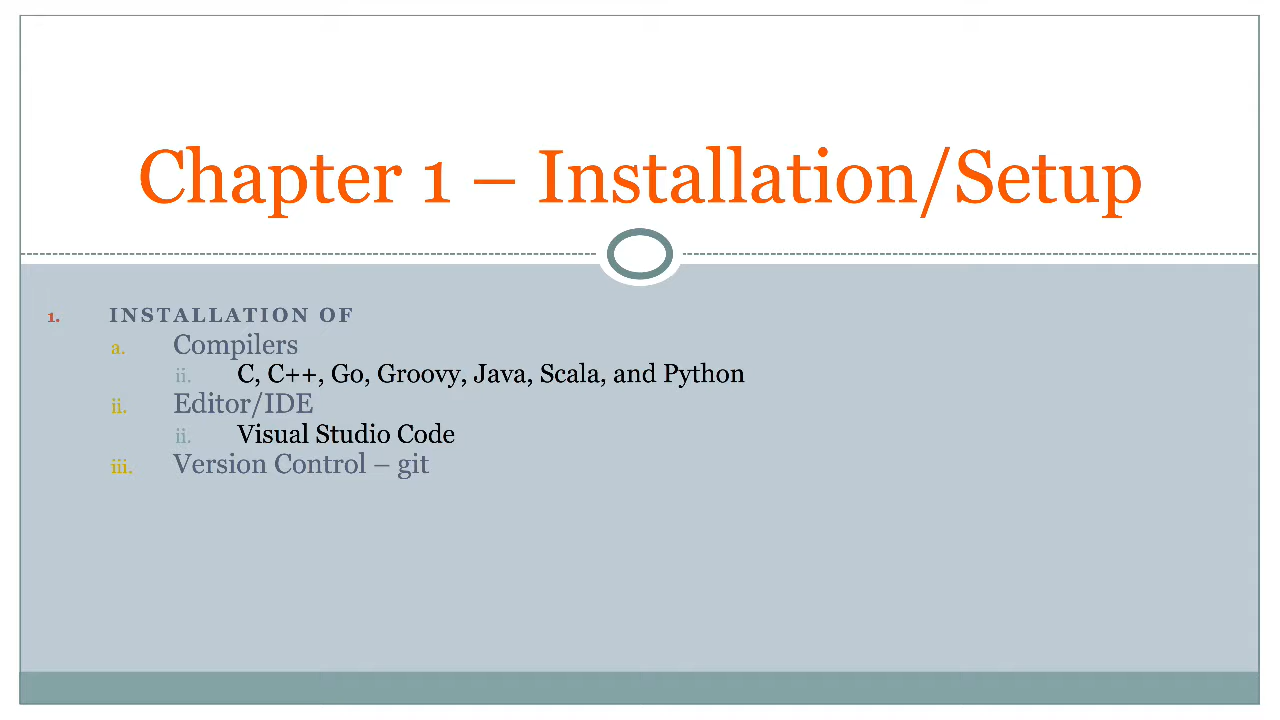 Chapter 1 – Installation/Setup
1. INSTALLATION OF
a. Compilers
ii. C, C++, Go, Groovy, Java, Scala, and Python
ii. Editor/IDE
ii. Visual Studio Code
iii. Version Control – git